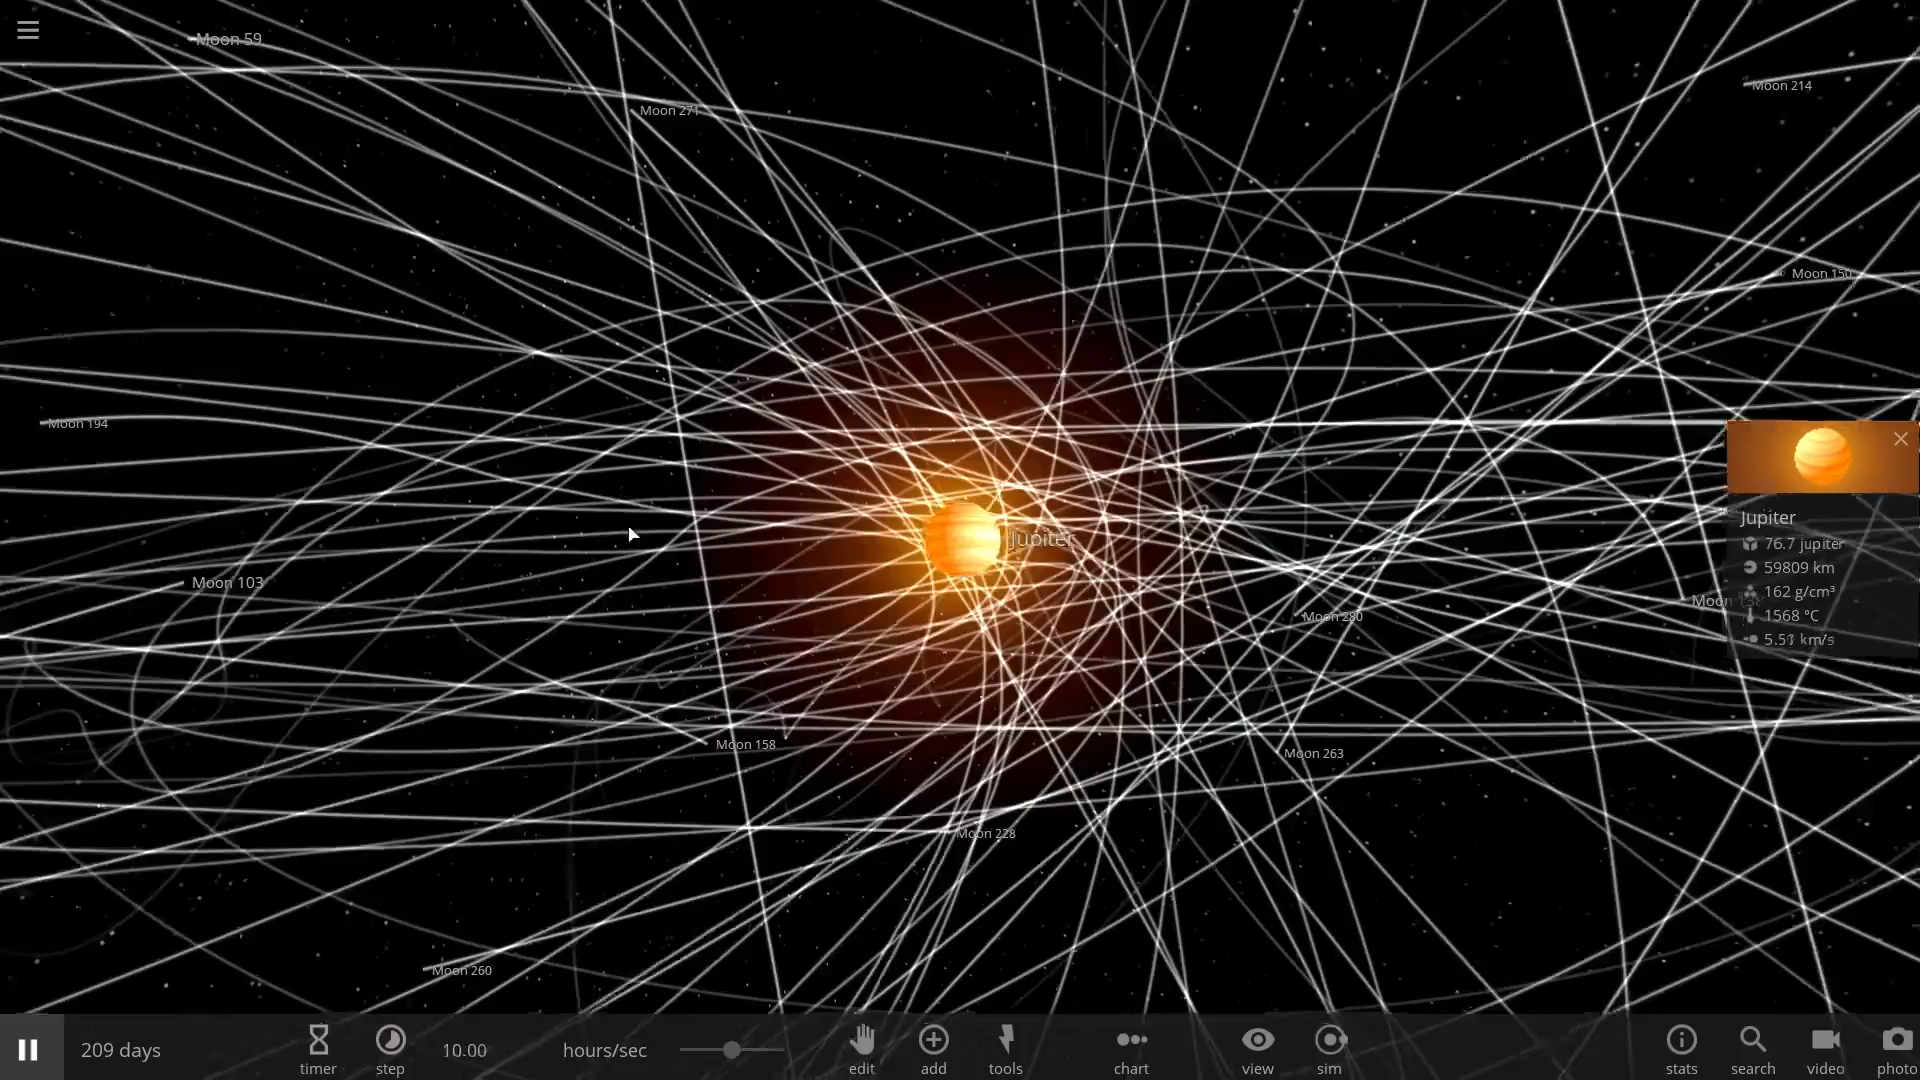 Moon 59
Moon 214
Moon 271
Moon 150
Moon 194
Jupiter
Jupiter
76.7 jupiter
59809 km
Moon 103
162 g/cm³
Moon
Moon 280
1568 °C
5.51 km/s
Moon 158
Moon 263
Moon 228
Moon 260
209 days
timer
step
10.00
hours/sec
edit
add
tools
chart
view
sim
stats
search
video
photo